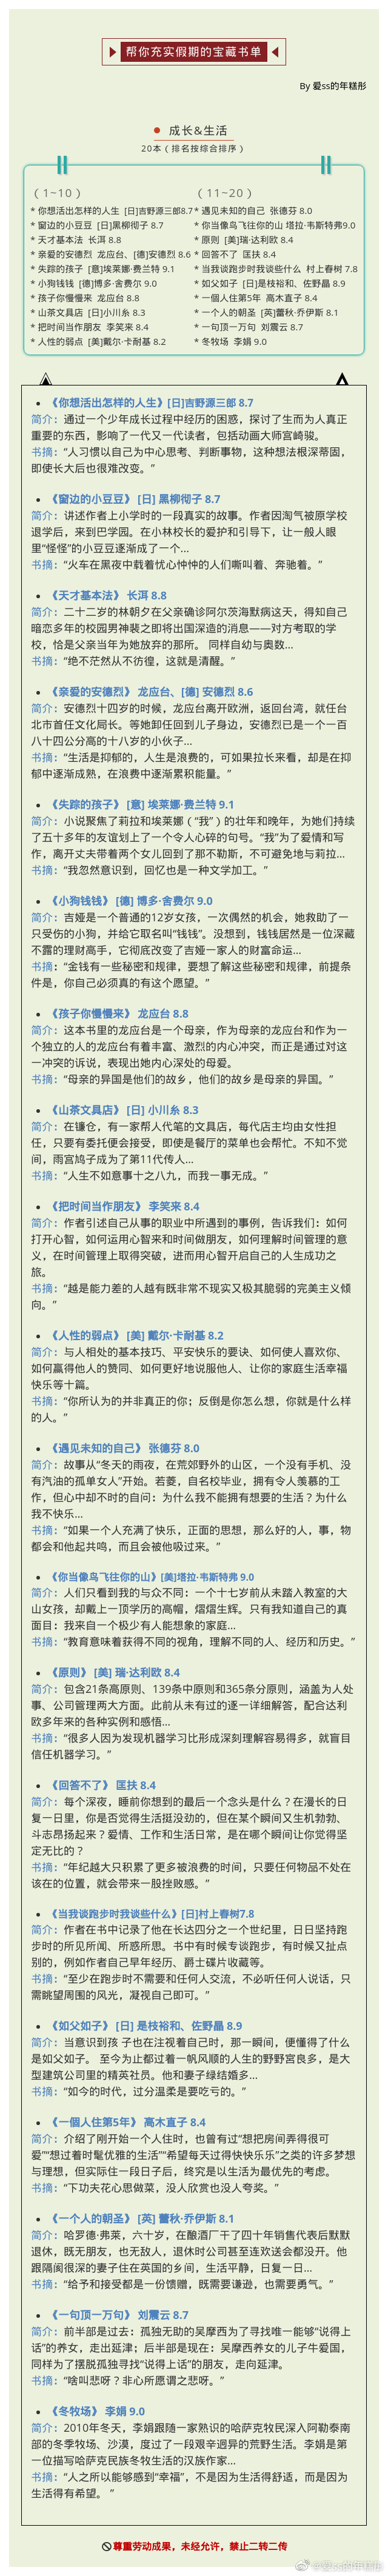 帮你充实假期的宝藏书单
By 爱ss的年糕彤
成长&生活
20本（排名按综合排序）
（1~10）
* 你想活出怎样的人生 [日]吉野源三郎8.7
* 窗边的小豆豆 [日]黑柳彻子 8.7
* 天才基本法 长洱 8.8
* 亲爱的安德烈 龙应台、[德]安德烈 8.6
* 失踪的孩子 [意]埃莱娜·费兰特 9.1
* 小狗钱钱 [德]博多·舍费尔 9.0
* 孩子你慢慢来 龙应台 8.8
* 山茶文具店 [日]小川糸 8.3
* 把时间当作朋友 李笑来 8.4
* 人性的弱点 [美]戴尔·卡耐基 8.2
（11~20）
* 遇见未知的自己 张德芬 8.0
* 你当像鸟飞往你的山 塔拉·韦斯特弗9.0
* 原则 [美]瑞·达利欧 8.4
* 回答不了 匡扶 8.4
* 当我谈跑步时我谈些什么 村上春树 7.8
* 如父如子 [日]是枝裕和、佐野晶 8.9
* 一個人住第5年 高木直子 8.4
* 一个人的朝圣 [英]蕾秋·乔伊斯 8.1
* 一句顶一万句 刘震云 8.7
* 冬牧场 李娟 9.0
《你想活出怎样的人生》[日]吉野源三郎 8.7
简介：通过一个少年成长过程中经历的困惑，探讨了生而为人真正
重要的东西，影响了一代又一代读者，包括动画大师宫崎骏。
书摘：“人习惯以自己为中心思考、判断事物，这种想法根深蒂固，
即使长大后也很难改变。”
《窗边的小豆豆》 [日] 黑柳彻子 8.7
简介：讲述作者上小学时的一段真实的故事。作者因淘气被原学校
退学后，来到巴学园。在小林校长的爱护和引导下，让一般人眼
里“怪怪”的小豆豆逐渐成了一个...
书摘：“火车在黑夜中载着忧心忡忡的人们嘶叫着、奔驰着。”
《天才基本法》 长洱 8.8
简介：二十二岁的林朝夕在父亲确诊阿尔茨海默病这天，得知自己
暗恋多年的校园男神裴之即将出国深造的消息——对方考取的学
校，恰是父亲当年为她放弃的那所。 同样自幼与奥数...
书摘：“绝不茫然从不彷徨，这就是清醒。”
《亲爱的安德烈》 龙应台、[德] 安德烈 8.6
简介：安德烈十四岁的时候，龙应台离开欧洲，返回台湾，就任台
北市首任文化局长。等她卸任回到儿子身边，安德烈已是一个一百
八十四公分高的十八岁的小伙子...
书摘：“生活是抑郁的，人生是浪费的，可如果拉长来看，却是在抑
郁中逐渐成熟，在浪费中逐渐累积能量。”
《失踪的孩子》 [意] 埃莱娜·费兰特 9.1
简介：小说聚焦了莉拉和埃莱娜（“我”）的壮年和晚年，为她们持续
了五十多年的友谊划上了一个令人心碎的句号。“我”为了爱情和写
作，离开丈夫带着两个女儿回到了那不勒斯，不可避免地与莉拉...
书摘：“我忽然意识到，回忆也是一种文学加工。”
《小狗钱钱》 [德] 博多·舍费尔 9.0
简介：吉娅是一个普通的12岁女孩，一次偶然的机会，她救助了一
只受伤的小狗，并给它取名叫“钱钱”。没想到，钱钱居然是一位深藏
不露的理财高手，它彻底改变了吉娅一家人的财富命运...
书摘：“金钱有一些秘密和规律，要想了解这些秘密和规律，前提条
件是，你自己必须真的有这个愿望。”
《孩子你慢慢来》 龙应台 8.8
简介：这本书里的龙应台是一个母亲，作为母亲的龙应台和作为一
个独立的人的龙应台有着丰富、激烈的内心冲突，而正是通过对这
一冲突的诉说，表现出她内心深处的母爱。
书摘：“母亲的异国是他们的故乡，他们的故乡是母亲的异国。”
《山茶文具店》 [日] 小川糸 8.3
简介：在镰仓，有一家帮人代笔的文具店，每代店主均由女性担
任，只要有委托便会接受，即使是餐厅的菜单也会帮忙。不知不觉
间，雨宫鸠子成为了第11代传人...
书摘：“人生不如意事十之八九，而我一事无成。”
《把时间当作朋友》 李笑来 8.4
简介：作者引述自己从事的职业中所遇到的事例，告诉我们：如何
打开心智，如何运用心智来和时间做朋友，如何理解时间管理的意
义，在时间管理上取得突破，进而用心智开启自己的人生成功之
旅。
书摘：“越是能力差的人越有既非常不现实又极其脆弱的完美主义倾
向。”
《人性的弱点》 [美] 戴尔·卡耐基 8.2
简介：与人相处的基本技巧、平安快乐的要诀、如何使人喜欢你、
如何赢得他人的赞同、如何更好地说服他人、让你的家庭生活幸福
快乐等十篇。
书摘：“你所认为的并非真正的你；反倒是你怎么想，你就是什么样
的人。”
《遇见未知的自己》 张德芬 8.0
简介：故事从“冬天的雨夜，在荒郊野外的山区，一个没有手机、没
有汽油的孤单女人”开始。若菱，自名校毕业，拥有令人羡慕的工
作，但心中却不时的自问：为什么我不能拥有想要的生活？为什么
我不快乐...
书摘：“如果一个人充满了快乐，正面的思想，那么好的人，事，物
都会和他起共鸣，而且会被他吸过来。”
《你当像鸟飞往你的山》[美]塔拉·韦斯特弗 9.0
简介：人们只看到我的与众不同：一个十七岁前从未踏入教室的大
山女孩，却戴上一顶学历的高帽，熠熠生辉。只有我知道自己的真
面目：我来自一个极少有人能想象的家庭...
书摘：“教育意味着获得不同的视角，理解不同的人、经历和历史。”
《原则》 [美] 瑞·达利欧 8.4
简介：包含21条高原则、139条中原则和365条分原则，涵盖为人处
事、公司管理两大方面。此前从未有过的逐一详细解答，配合达利
欧多年来的各种实例和感悟...
书摘：“很多人因为发现机器学习比形成深刻理解容易得多，就盲目
信任机器学习。”
《回答不了》 匡扶 8.4
简介：每个深夜，睡前你想到的最后一个念头是什么？在漫长的日
复一日里，你是否觉得生活挺没劲的，但在某个瞬间又生机勃勃、
斗志昂扬起来？爱情、工作和生活日常，是在哪个瞬间让你觉得坚
定无比的？
书摘：“年纪越大只积累了更多被浪费的时间，只要任何物品不处在
该在的位置，就会带来一股挫败感。”
《当我谈跑步时我谈些什么》[日]村上春树7.8
简介：作者在书中记录了他在长达四分之一个世纪里，日日坚持跑
步时的所见所闻、所感所思。书中有时候专谈跑步，有时候又扯点
别的，例如作者自己早年经历、爵士碟片收藏等。
书摘：“至少在跑步时不需要和任何人交流，不必听任何人说话，只
需眺望周围的风光，凝视自己即可。”
《如父如子》 [日] 是枝裕和、佐野晶 8.9
简介：当意识到孩 子也在注视着自己时，那一瞬间，便懂得了什么
是如父如子。 至今为止都过着一帆风顺的人生的野野宫良多，是大
型建筑公司里的精英社员。他和妻子绿结婚多...
书摘：“如今的时代，过分温柔是要吃亏的。”
《一個人住第5年》 高木直子 8.4
简介：介绍了刚开始一个人住时，也曾有过“想把房间弄得很可
爱”“想过着时髦优雅的生活”“希望每天过得快快乐乐”之类的许多梦想
与理想，但实际住一段日子后，终究是以生活为最优先的考虑。
书摘：“下功夫花心思做菜，没人欣赏也没人夸奖。”
《一个人的朝圣》 [英] 蕾秋·乔伊斯 8.1
简介：哈罗德·弗莱，六十岁，在酿酒厂干了四十年销售代表后默默
退休，既无朋友，也无敌人，退休时公司甚至连欢送会都没开。他
跟隔阂很深的妻子住在英国的乡间，生活平静，日复一日...
书摘：“给予和接受都是一份馈赠，既需要谦逊，也需要勇气。”
《一句顶一万句》 刘震云 8.7
简介：前半部是过去：孤独无助的吴摩西为了寻找唯一能够“说得上
话”的养女，走出延津；后半部是现在：吴摩西养女的儿子牛爱国，
同样为了摆脱孤独寻找“说得上话”的朋友，走向延津。
书摘：“啥叫悲呀？非心所愿谓之悲呀。”
《冬牧场》 李娟 9.0
简介：2010年冬天，李娟跟随一家熟识的哈萨克牧民深入阿勒泰南
部的冬季牧场、沙漠，度过了一段艰辛迥异的荒野生活。李娟是第
一位描写哈萨克民族冬牧生活的汉族作家...
书摘：“人之所以能够感到“幸福”，不是因为生活得舒适，而是因为
生活得有希望。 ”
尊重劳动成果，未经允许，禁止二转二传
@爱ss的年糕彤